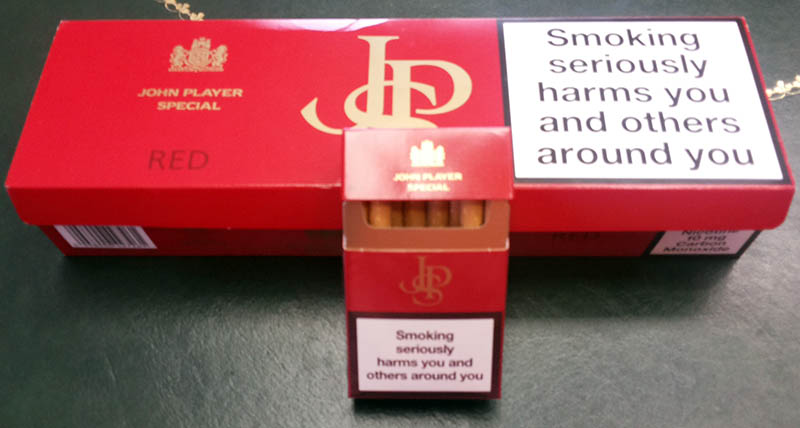 JOHN PLAYER
SPECIAL
RED
JPS
Smoking
seriously
harms you
and others
around you
RED
Nicotine
10 mg
Carbon
Monoxide
JOHN PLAYER
SPECIAL
JPS
Smoking
seriously
harms you and
others around you